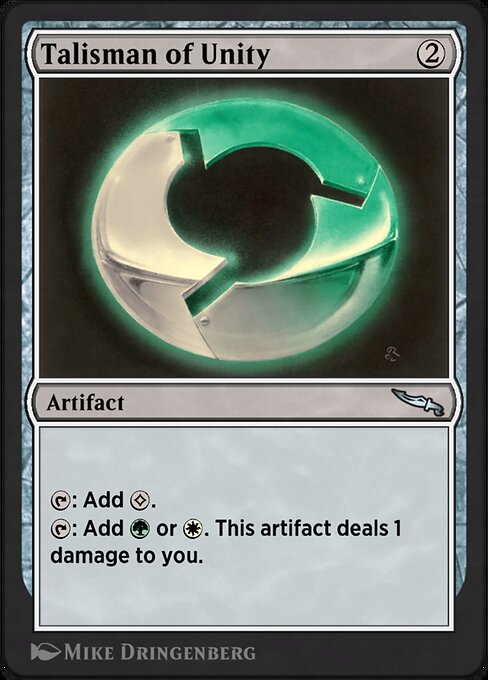 Talisman of Unity 2
Artifact
: Add .
: Add or . This artifact deals 1
damage to you.
Mike Dringenberg